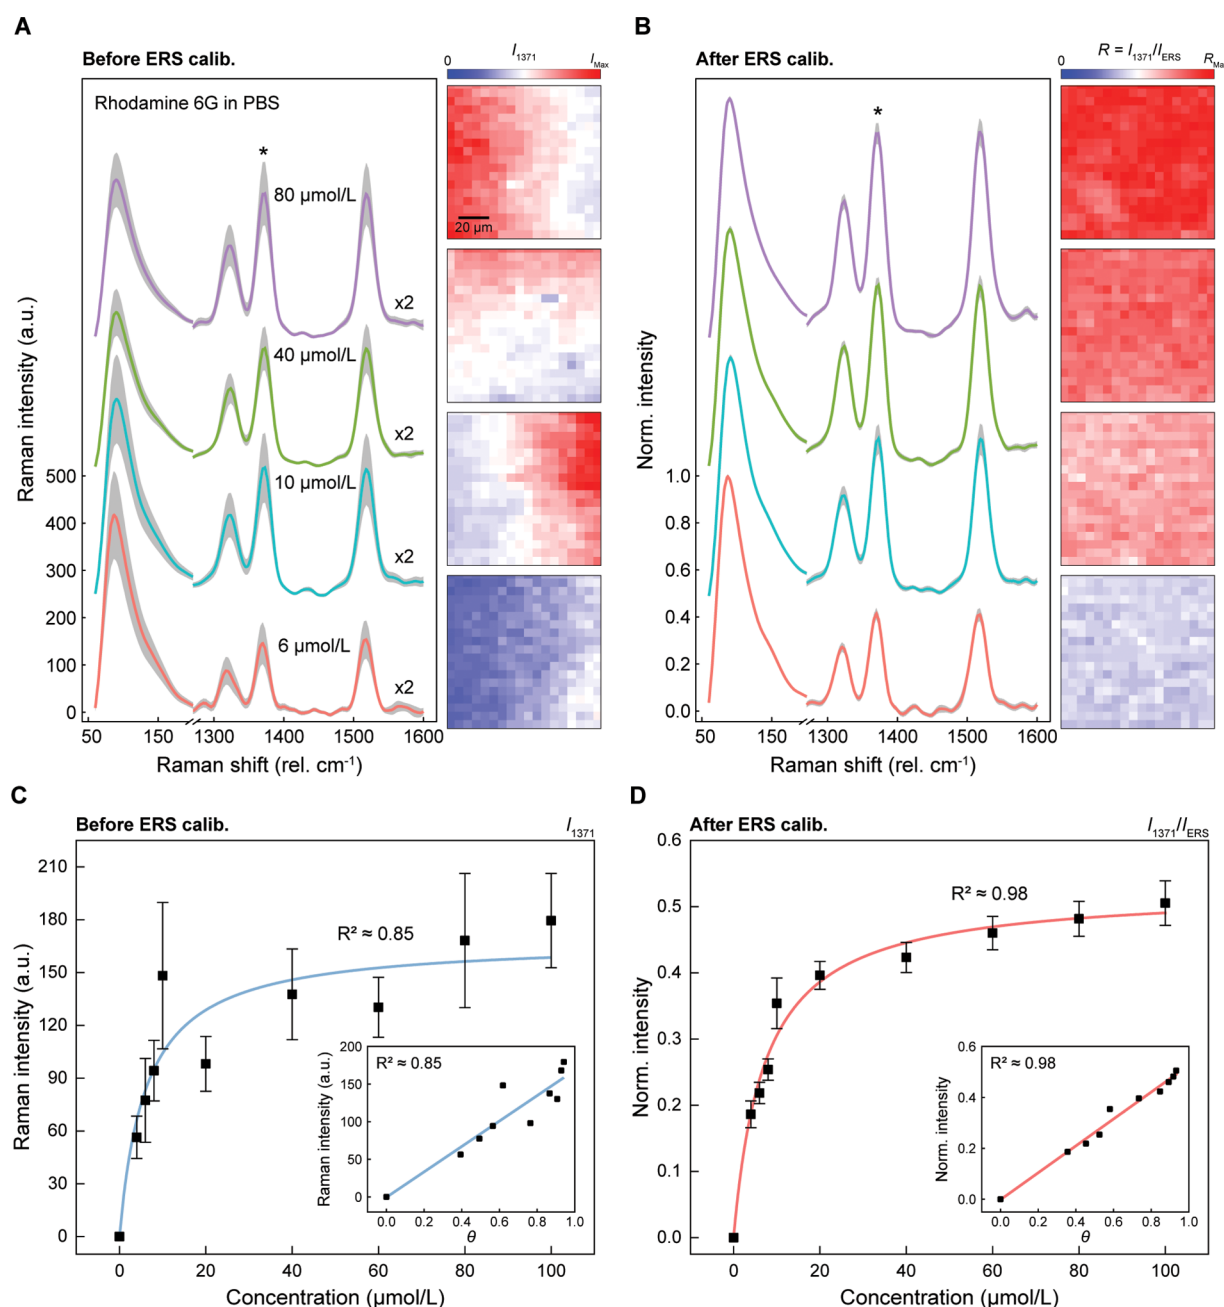 A
Before ERS calib.
0
I1371
IMax
Rhodamine 6G in PBS
*
80 μmol/L
20 μm
x2
40 μmol/L
x2
10 μmol/L
x2
6 μmol/L
x2
Raman intensity (a.u.)
500
400
300
200
100
0
50
150
1300
1400
1500
1600
Raman shift (rel. cm⁻¹)
B
After ERS calib.
0
R = I1371/IERS
RMa
*
Norm. intensity
1.0
0.8
0.6
0.4
0.2
0.0
50
150
1300
1400
1500
1600
Raman shift (rel. cm⁻¹)
C
Before ERS calib.
I1371
Raman intensity (a.u.)
210
180
150
120
90
60
30
0
R² ≈ 0.85
0
20
40
60
80
100
Concentration (μmol/L)
R² ≈ 0.85
Raman intensity (a.u.)
200
150
100
50
0
0.0
0.2
0.4
0.6
0.8
1.0
θ
D
After ERS calib.
I1371/IERS
Norm. intensity
0.6
0.5
0.4
0.3
0.2
0.1
0.0
R² ≈ 0.98
0
20
40
60
80
100
Concentration (μmol/L)
R² ≈ 0.98
Norm. intensity
0.6
0.4
0.2
0.0
0.0
0.2
0.4
0.6
0.8
1.0
θ